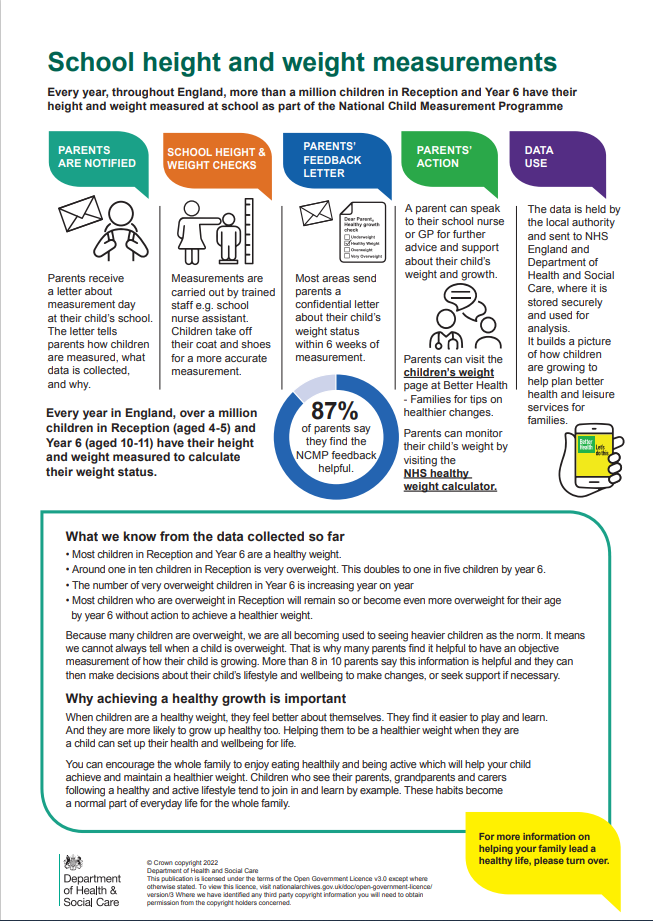 School height and weight measurements
Every year, throughout England, more than a million children in Reception and Year 6 have their
height and weight measured at school as part of the National Child Measurement Programme
PARENTS
ARE NOTIFIED
Parents receive
a letter about
measurement day
at their child's school.
The letter tells
parents how children
are measured, what
data is collected,
and why.
SCHOOL HEIGHT &
WEIGHT CHECKS
Measurements are
carried out by trained
staff e.g. school
nurse assistant.
Children take off
their coat and shoes
for a more accurate
measurement.
PARENTS'
FEEDBACK
LETTER
Dear Parent,
Healthy growth
check
Underweight
Healthy Weight
Overweight
Very Overweight
Most areas send
parents a
confidential letter
about their child's
weight status
within 6 weeks of
measurement.
PARENTS'
ACTION
A parent can speak
to their school nurse
or GP for further
advice and support
about their child's
weight and growth.
Parents can visit the
children's weight
page at Better Health
- Families for tips on
healthier changes.
Parents can monitor
their child's weight by
visiting the
NHS healthy
weight calculator.
DATA
USE
The data is held by
the local authority
and sent to NHS
England and
Department of
Health and Social
Care, where it is
stored securely
and used for
analysis.
It builds a picture
of how children
are growing to
help plan better
health and leisure
services for
families.
Better
Health
Let's
do this
Every year in England, over a million
children in Reception (aged 4-5) and
Year 6 (aged 10-11) have their height
and weight measured to calculate
their weight status.
87%
of parents say
they find the
NCMP feedback
helpful.
What we know from the data collected so far
• Most children in Reception and Year 6 are a healthy weight.
• Around one in ten children in Reception is very overweight. This doubles to one in five children by year 6.
• The number of very overweight children in Year 6 is increasing year on year
• Most children who are overweight in Reception will remain so or become even more overweight for their age
by year 6 without action to achieve a healthier weight.
Because many children are overweight, we are all becoming used to seeing heavier children as the norm. It means
we cannot always tell when a child is overweight. That is why many parents find it helpful to have an objective
measurement of how their child is growing. More than 8 in 10 parents say this information is helpful and they can
then make decisions about their child's lifestyle and wellbeing to make changes, or seek support if necessary.
Why achieving a healthy growth is important
When children are a healthy weight, they feel better about themselves. They find it easier to play and learn.
And they are more likely to grow up healthy too. Helping them to be a healthier weight when they are
a child can set up their health and wellbeing for life.
You can encourage the whole family to enjoy eating healthily and being active which will help your child
achieve and maintain a healthier weight. Children who see their parents, grandparents and carers
following a healthy and active lifestyle tend to join in and learn by example. These habits become
a normal part of everyday life for the whole family.
For more information on
helping your family lead a
healthy life, please turn over.
Department
of Health &
Social Care
© Crown copyright 2022
Department of Health and Social Care
This publication is licensed under the terms of the Open Government Licence v3.0 except where
otherwise stated. To view this licence, visit nationalarchives.gov.uk/doc/open-government-licence/
version/3 Where we have identified any third party copyright information you will need to obtain
permission from the copyright holders concerned.